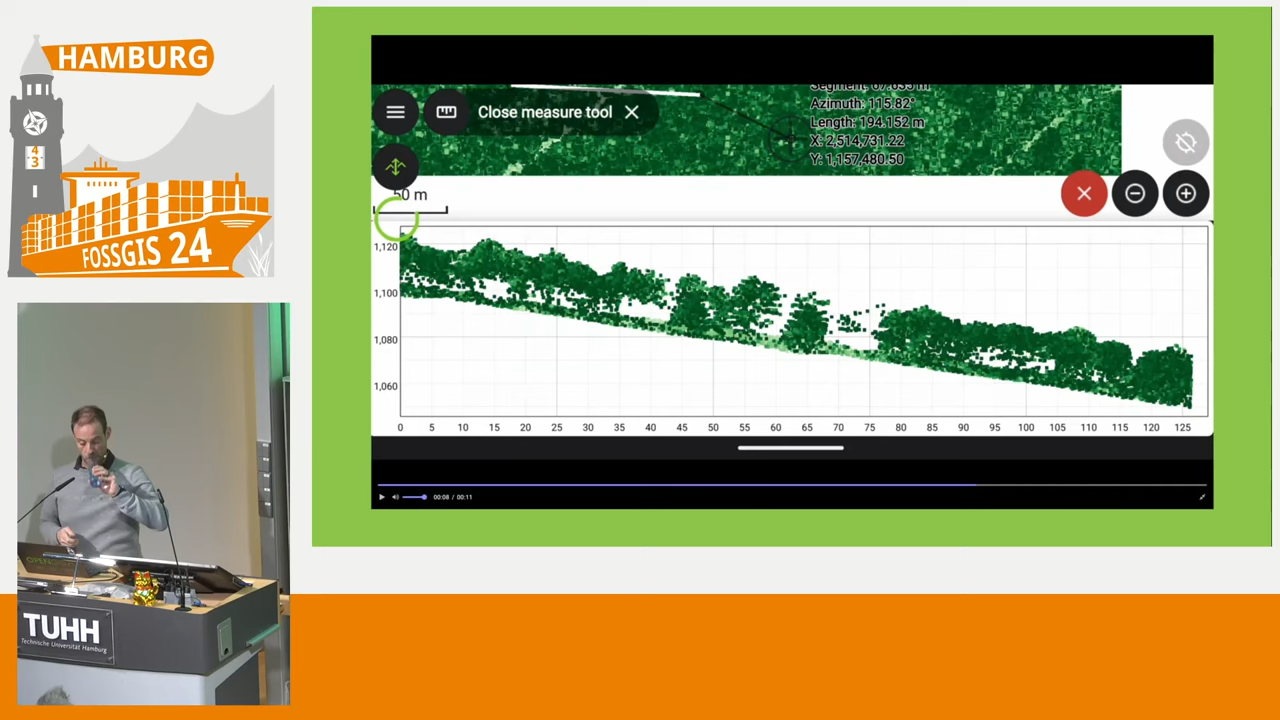 HAMBURG
4
3
FOSSGIS 24
TUHH
Technische Universität Hamburg
Close measure tool
Segment: 67.635 m
Azimuth: 115.82°
Length: 194.152 m
X: 2,514,731.22
Y: 1,157,480.50
50 m
1,120
1,100
1,080
1,060
0 5 10 15 20 25 30 35 40 45 50 55 60 65 70 75 80 85 90 95 100 105 110 115 120 125
00:08 / 00:11